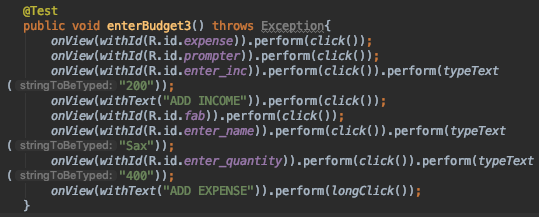 @Test
public void enterBudget3() throws Exception{
onView(withId(R.id.expense)).perform(click());
onView(withId(R.id.prompter)).perform(click());
onView(withId(R.id.enter_inc)).perform(click()).perform(typeText
( stringToBeTyped: "200"));
onView(withText("ADD INCOME")).perform(click());
onView(withId(R.id.fab)).perform(click());
onView(withId(R.id.enter_name)).perform(click()).perform(typeText
( stringToBeTyped: "Sax"));
onView(withId(R.id.enter_quantity)).perform(click()).perform(typeText
( stringToBeTyped: "400"));
onView(withText("ADD EXPENSE")).perform(longClick());
}